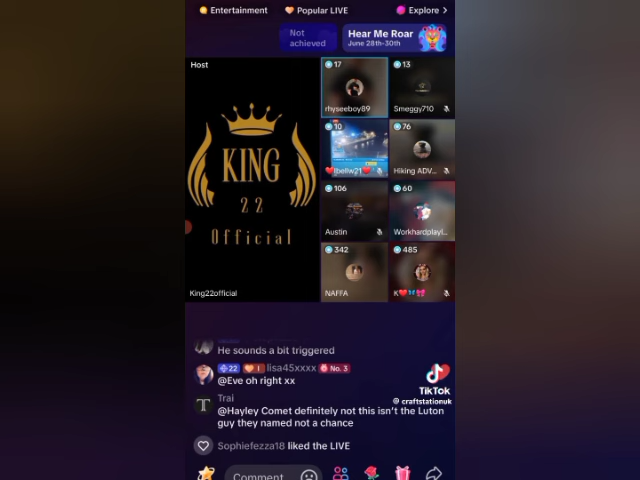 Entertainment
Popular LIVE
Explore >
Not
achieved
Hear Me Roar
June 28th-30th
Host
KING
22
Official
King22official
17
rhyseeboy89
13
Smeggy710
10
76
Hiking ADV...
106
Austin
60
Workhardplayl...
342
NAFFA
485
K❤️🦋🎀
He sounds a bit triggered
22 lisa45xxxx No. 3
@Eve oh right xx
Trai
@Hayley Comet definitely not this isn't the Luton
guy they named not a chance
Sophiefezza18 liked the LIVE
Comment
TikTok
@craftstationuk